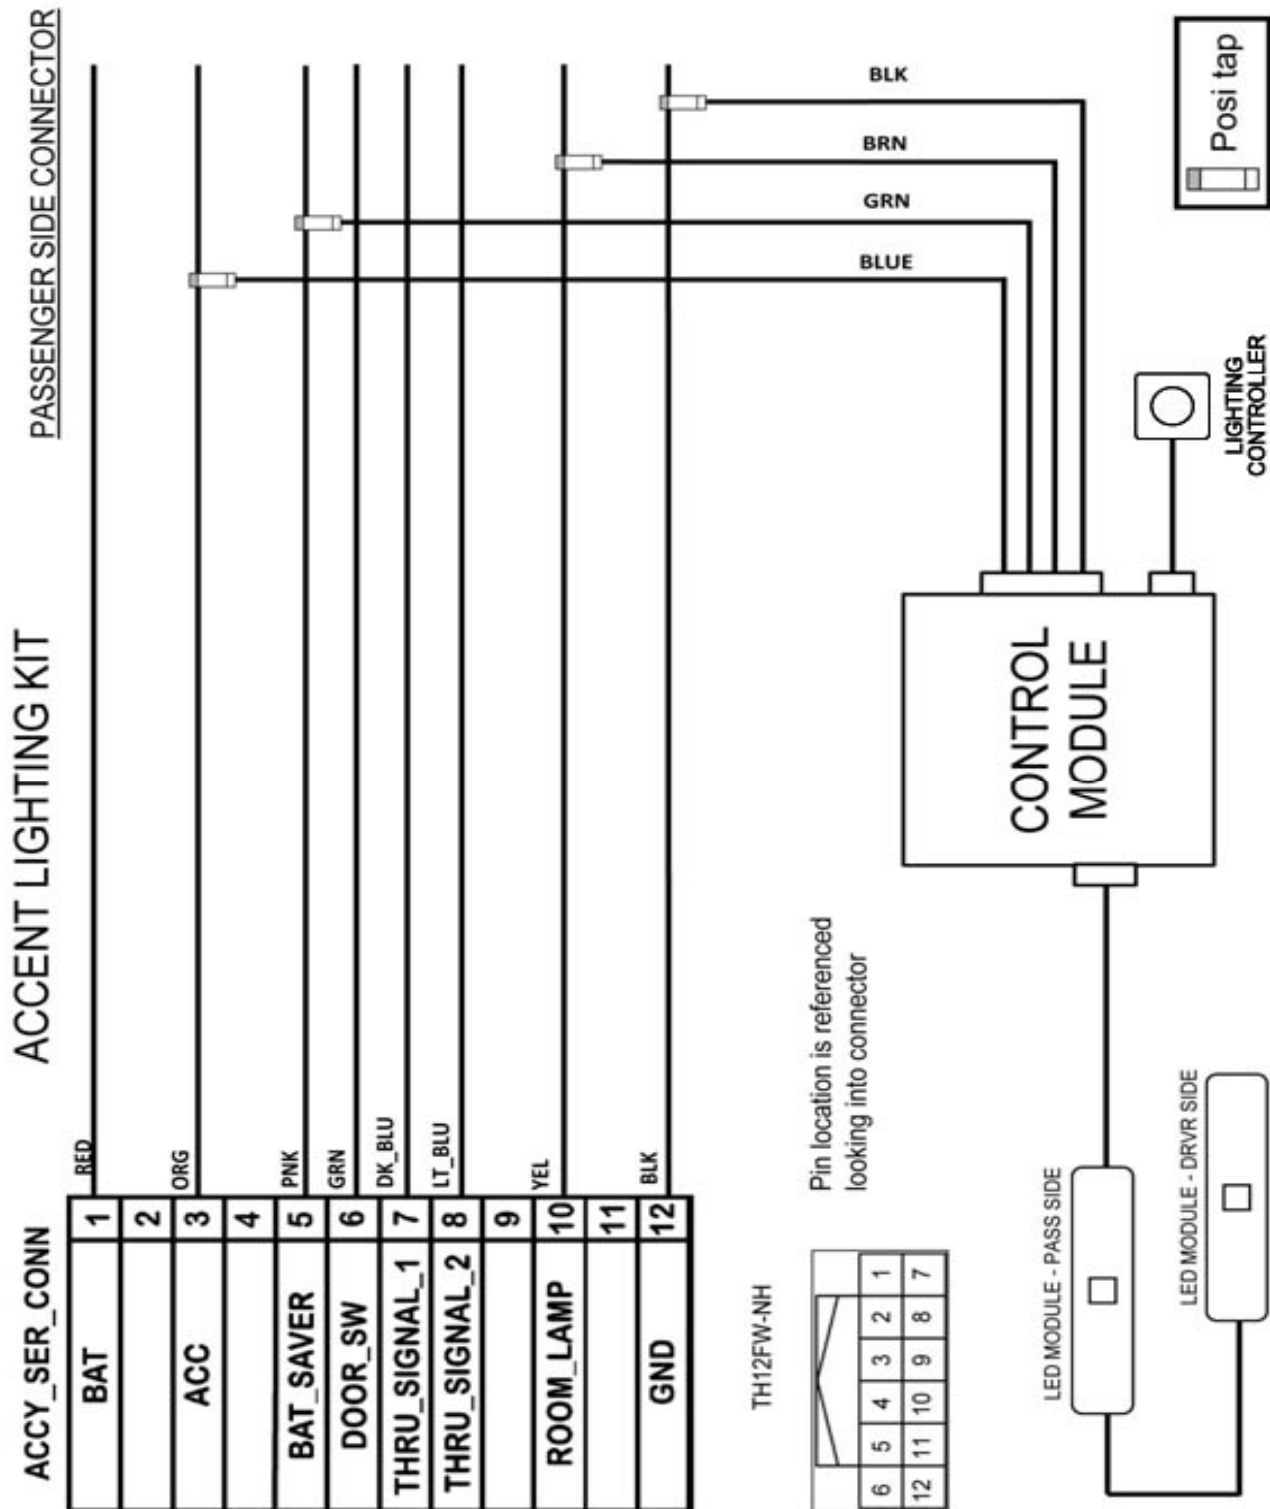 ACCENT LIGHTING KIT
PASSENGER SIDE CONNECTOR
ACCY_SER_CONN
BAT 1 RED
2
ACC 3 ORG
4
BAT_SAVER 5 PNK
DOOR_SW 6 GRN
THRU_SIGNAL_1 7 DK_BLU
THRU_SIGNAL_2 8 LT_BLU
9
ROOM_LAMP 10 YEL
11
GND 12 BLK
BLUE
GRN
BRN
BLK
TH12FW-NH
6 5 4 3 2 1
12 11 10 9 8 7
Pin location is referenced
looking into connector
CONTROL
MODULE
LIGHTING
CONTROLLER
Posi tap
LED MODULE - PASS SIDE
LED MODULE - DRVR SIDE